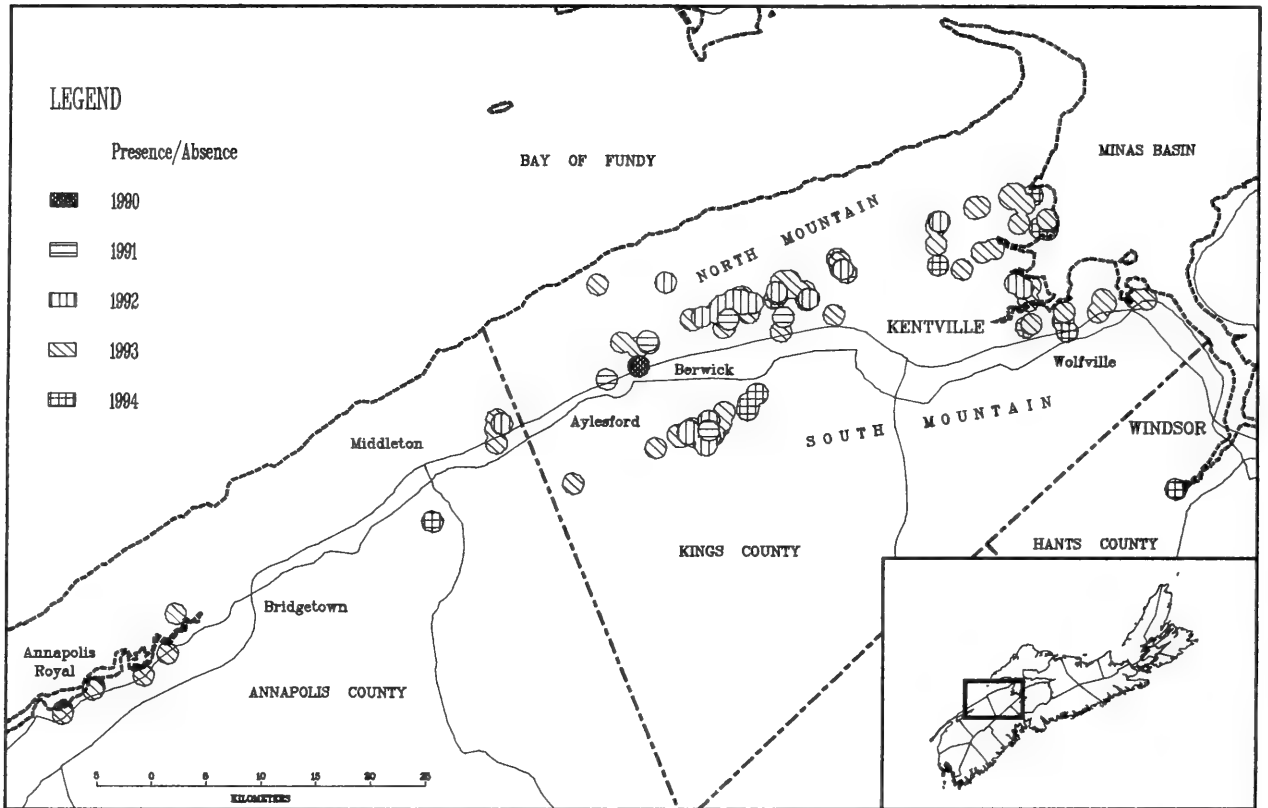 LEGEND
Presence/Absence
1990
1991
1992
1993
1994
BAY OF FUNDY
MINAS BASIN
NORTH MOUNTAIN
KENTVILLE
Wolfville
Berwick
Aylesford
SOUTH MOUNTAIN
WINDSOR
Middleton
KINGS COUNTY
HANTS COUNTY
Bridgetown
Annapolis
Royal
ANNAPOLIS COUNTY
5 0 5 10 15 20 25
KILOMETERS